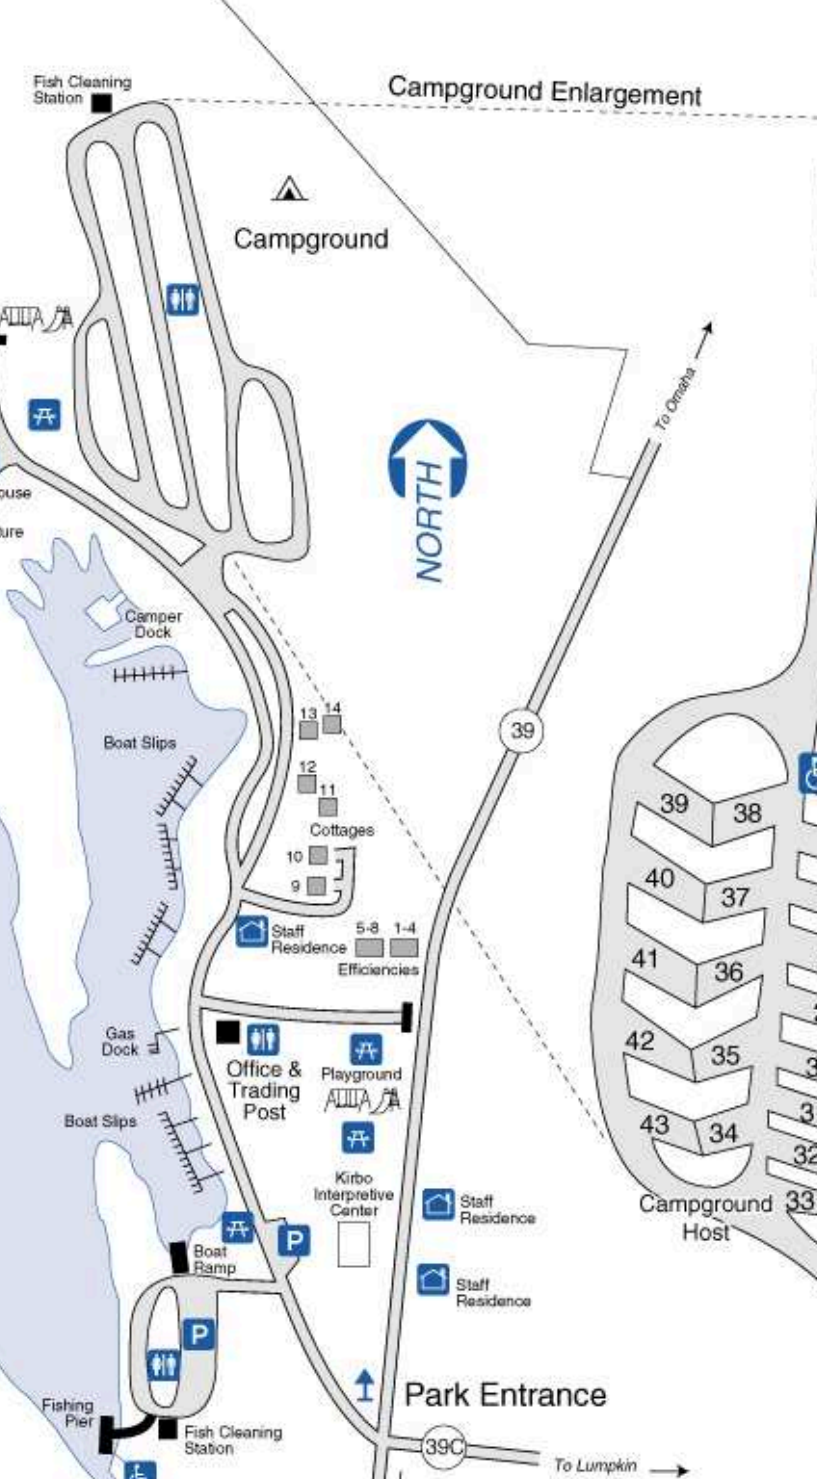 Fish Cleaning
Station
Campground Enlargement
Campground
To Omaha
NORTH
Camper
Dock
Boat Slips
13
14
39
12
11
Cottages
10
9
Staff
Residence
5-8
1-4
Efficiencies
Gas
Dock
Office &
Trading
Post
Playground
Boat Slips
Kirbo
Interpretive
Center
Staff
Residence
Staff
Residence
P
Boat
Ramp
P
Park Entrance
Fishing
Pier
Fish Cleaning
Station
39C
To Lumpkin
39
38
40
37
41
36
42
35
43
34
32
33
Campground
Host